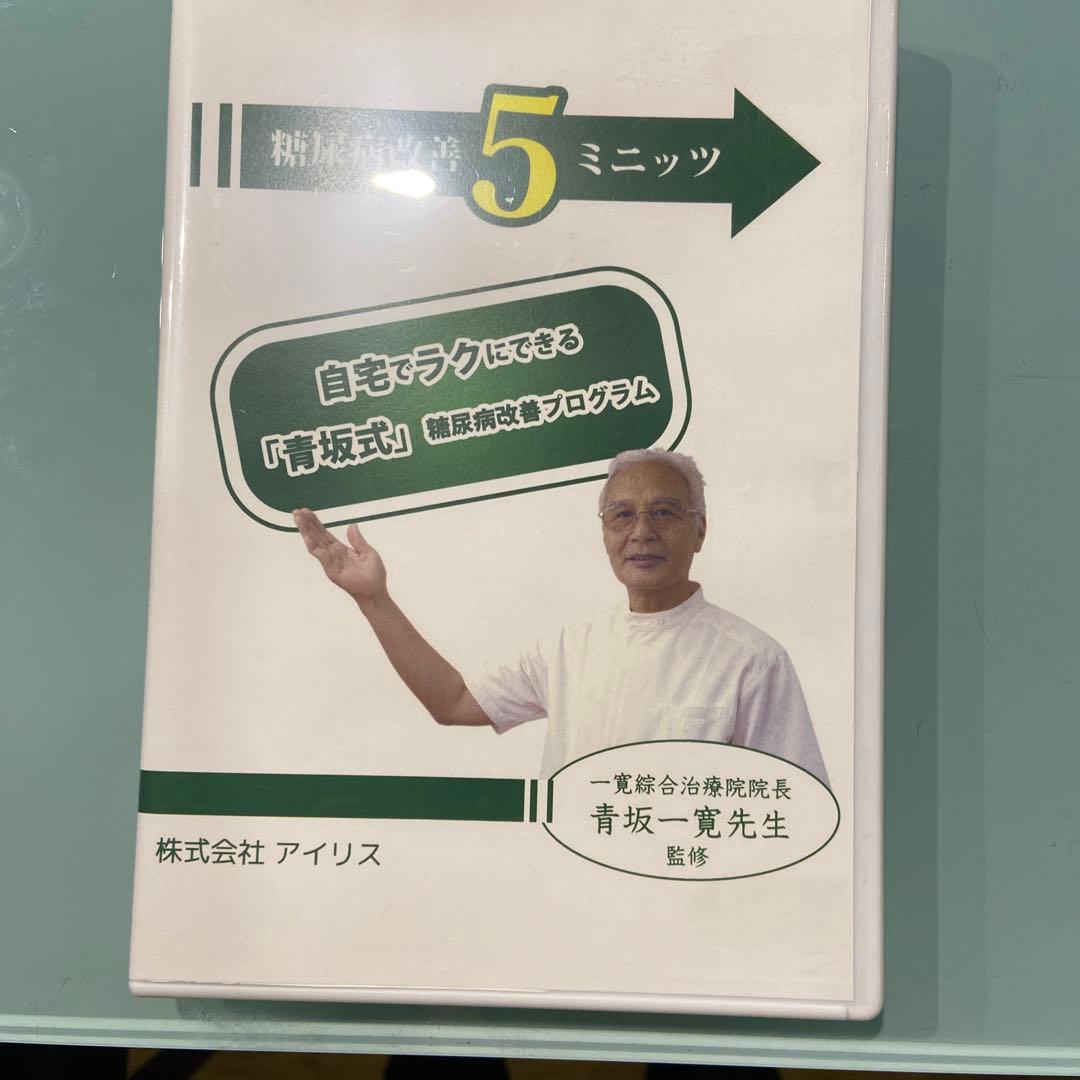 糖尿病改善5ミニッツ
自宅でラクにできる
「青坂式」糖尿病改善プログラム
一寛綜合治療院院長
青坂一寛先生
監修
株式会社 アイリス